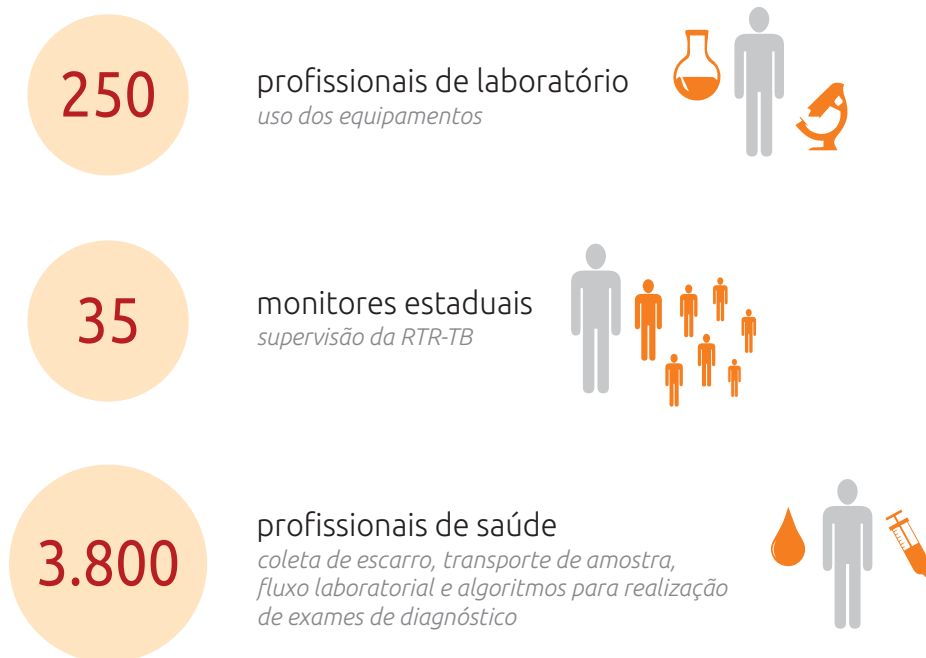 250
profissionais de laboratório
uso dos equipamentos
35
monitores estaduais
supervisão da RTR-TB
3.800
profissionais de saúde
coleta de escarro, transporte de amostra,
fluxo laboratorial e algoritmos para realização
de exames de diagnóstico